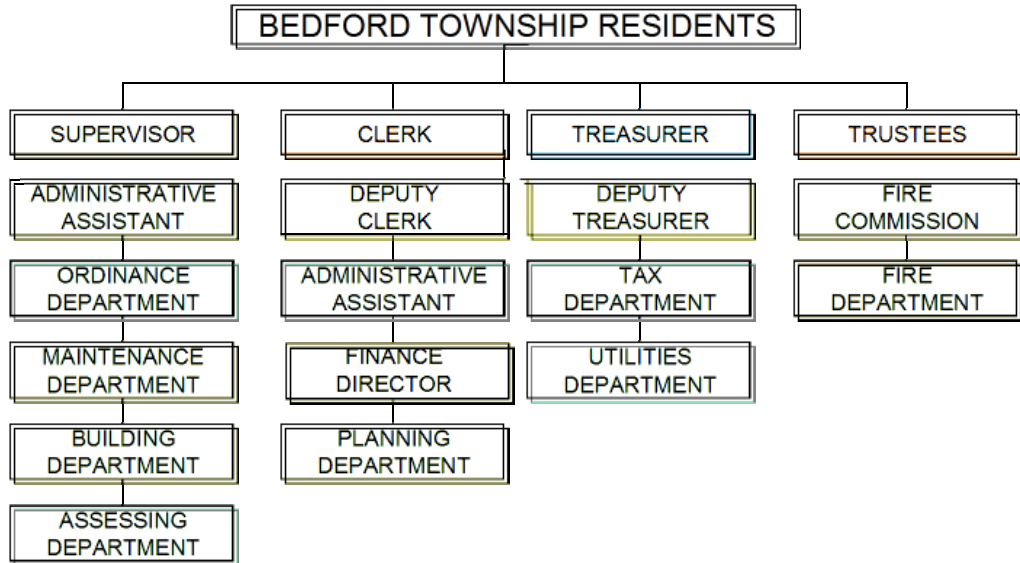 BEDFORD TOWNSHIP RESIDENTS
SUPERVISOR
ADMINISTRATIVE
ASSISTANT
ORDINANCE
DEPARTMENT
MAINTENANCE
DEPARTMENT
BUILDING
DEPARTMENT
ASSESSING
DEPARTMENT
CLERK
DEPUTY
CLERK
ADMINISTRATIVE
ASSISTANT
FINANCE
DIRECTOR
PLANNING
DEPARTMENT
TREASURER
DEPUTY
TREASURER
TAX
DEPARTMENT
UTILITIES
DEPARTMENT
TRUSTEES
FIRE
COMMISSION
FIRE
DEPARTMENT